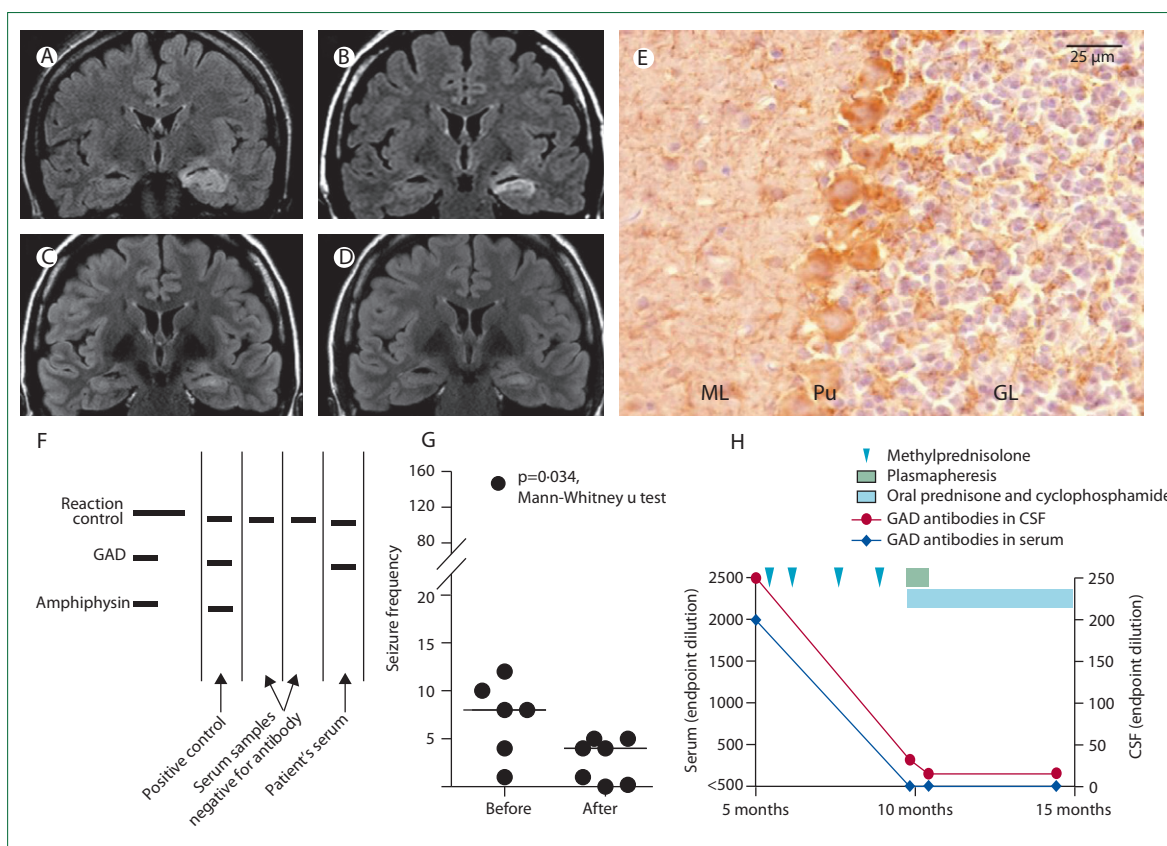 A
B
C
D
E
25 µm
ML
Pu
GL
F
Reaction
control
GAD
Amphiphysin
Positive control
Serum samples
negative for antibody
Patient's serum
G
p=0·034,
Mann-Whitney u test
Seizure frequency
160
140
120
80
20
15
10
5
Before
After
H
Methylprednisolone
Plasmapheresis
Oral prednisone and cyclophosphamide
GAD antibodies in CSF
GAD antibodies in serum
Serum (endpoint dilution)
2500
2000
1500
1000
500
<500
CSF (endpoint dilution)
250
200
150
100
50
0
5 months
10 months
15 months